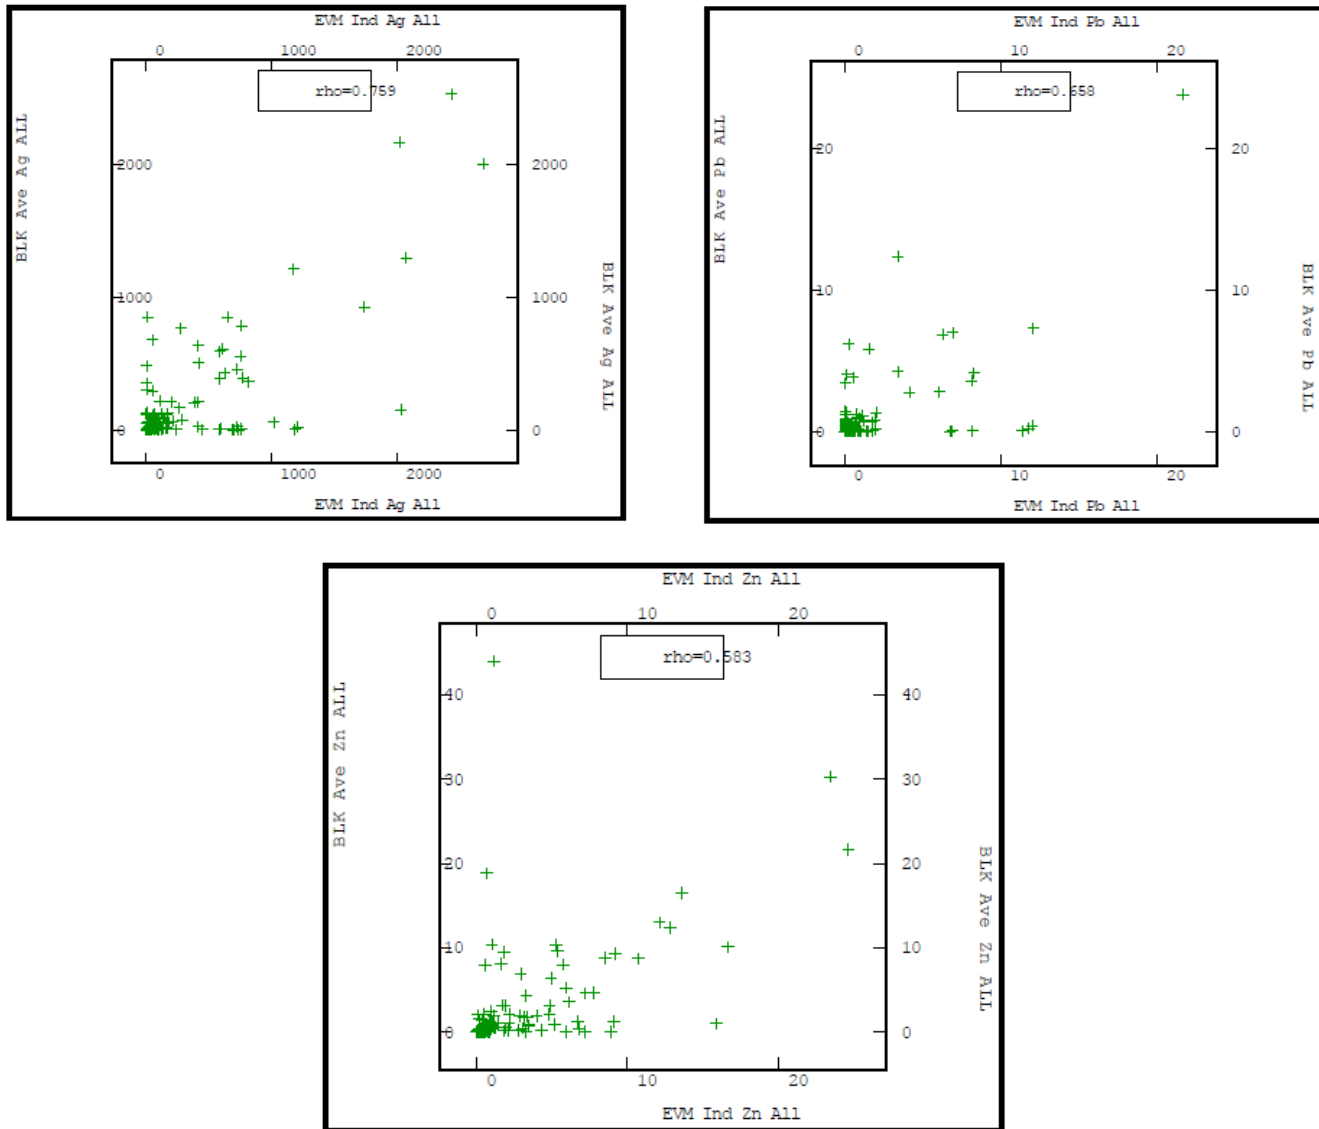 EVM Ind Ag All
0 1000 2000
rho=0.759
BLK Ave Ag ALL
2000 2000
1000 1000
BLK Ave Ag ALL
0 0
0 1000 2000
EVM Ind Ag All
EVM Ind Pb All
0 10 20
rho=0.658
BLK Ave Pb ALL
20 20
10 10
BLK Ave Pb ALL
0 0
0 10 20
EVM Ind Pb All
EVM Ind Zn All
0 10 20
rho=0.583
BLK Ave Zn ALL
40 40
30 30
20 20
BLK Ave Zn ALL
10 10
0 0
0 10 20
EVM Ind Zn All